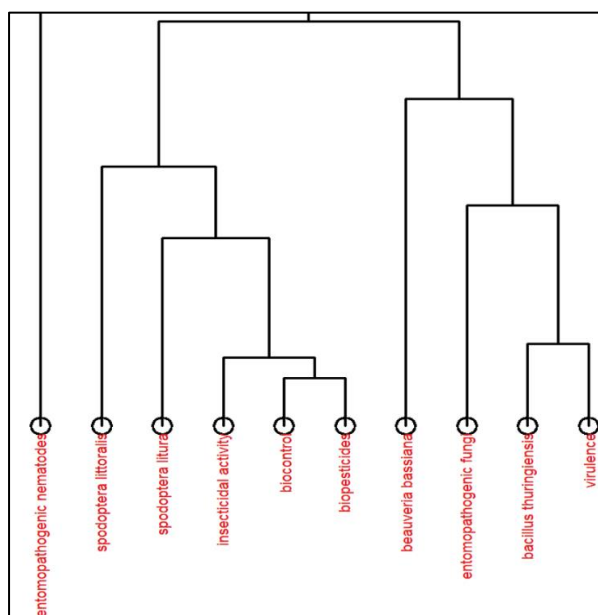 entomopathogenic nematodes
spodoptera littoralis
spodoptera litura
insecticidal activity
biocontrol
biopesticides
beauveria bassiana
entomopathogenic fungi
bacillus thuringiensis
virulence